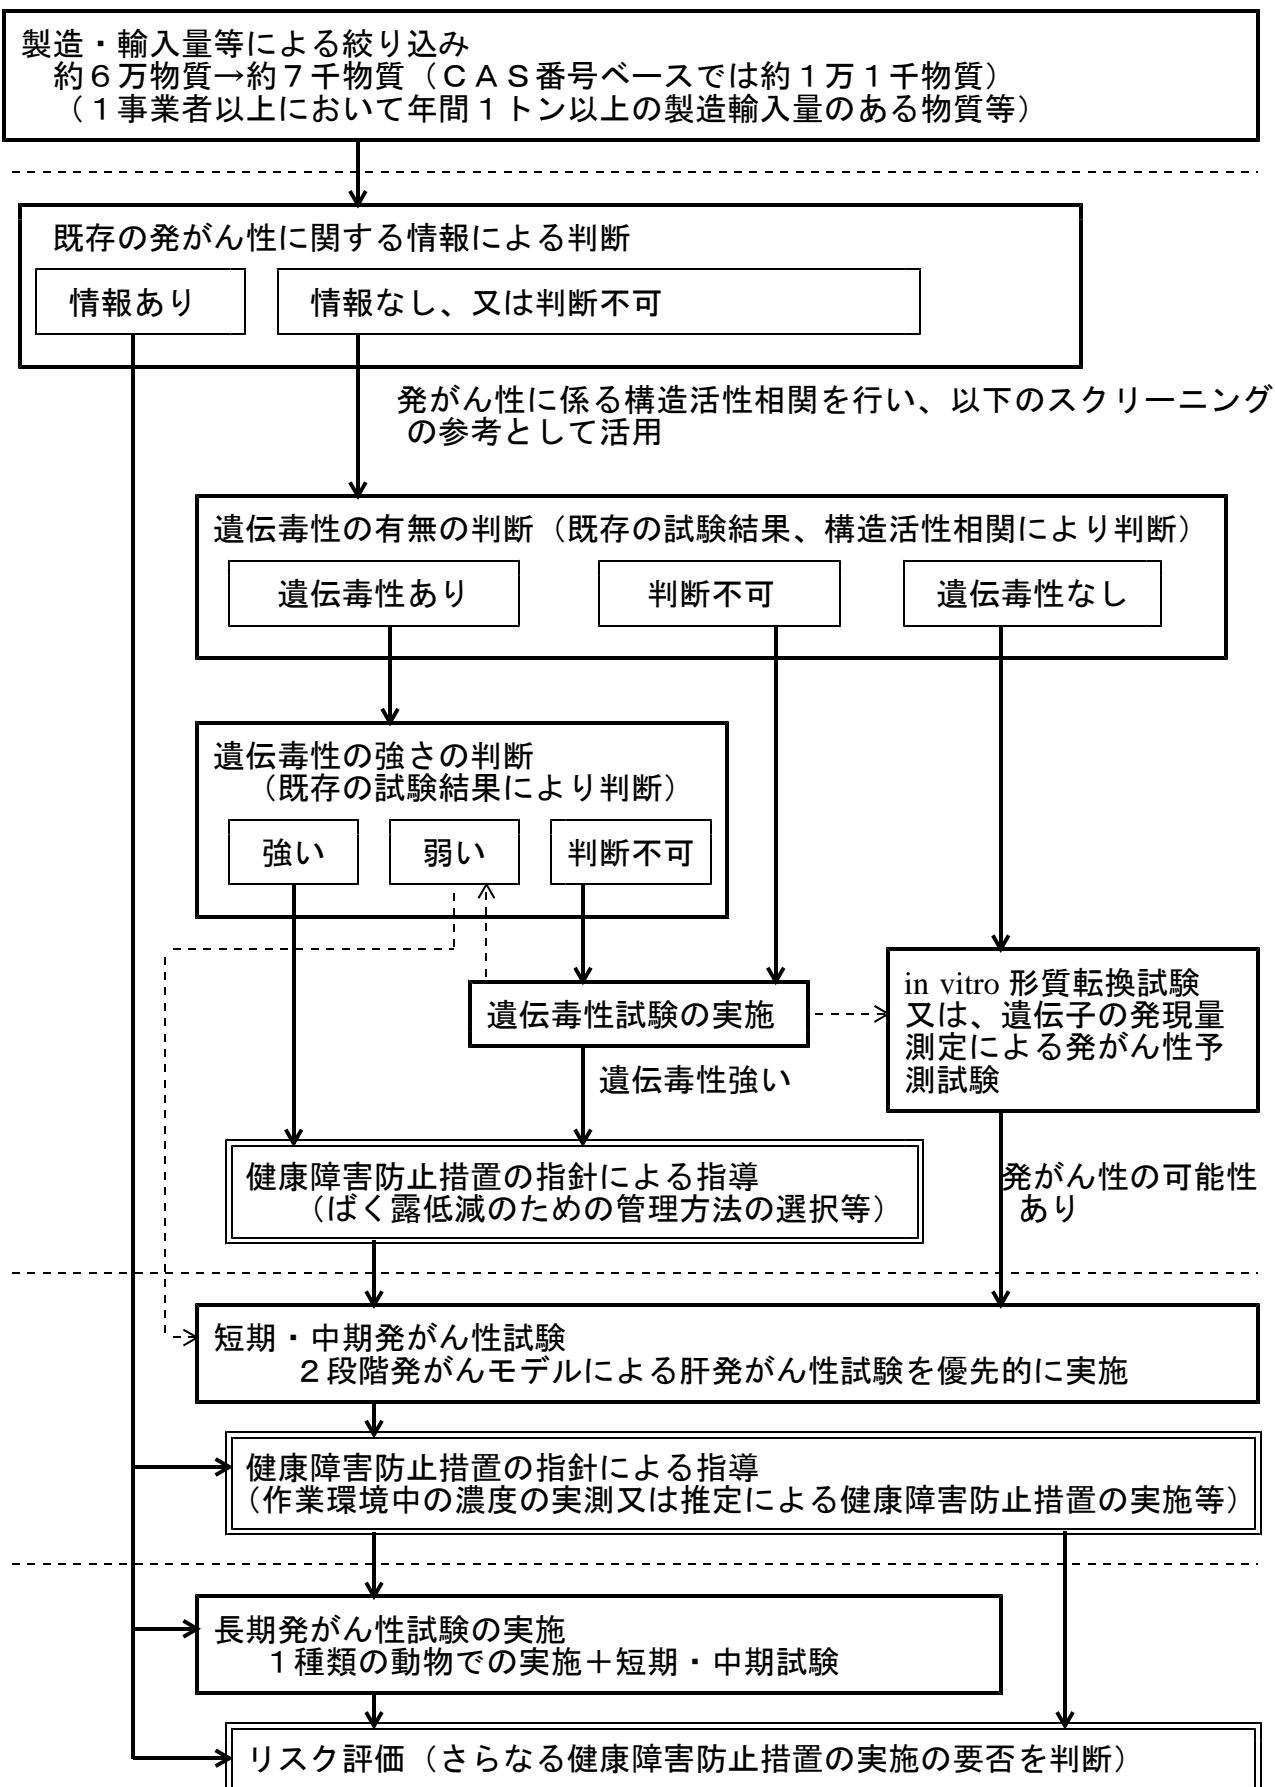 製造・輸入量等による絞り込み
約６万物質→約７千物質（ＣＡＳ番号ベースでは約１万１千物質）
（１事業者以上において年間１トン以上の製造輸入量のある物質等）
既存の発がん性に関する情報による判断
情報あり
情報なし、又は判断不可
発がん性に係る構造活性相関を行い、以下のスクリーニング
の参考として活用
遺伝毒性の有無の判断（既存の試験結果、構造活性相関により判断）
遺伝毒性あり
判断不可
遺伝毒性なし
遺伝毒性の強さの判断
（既存の試験結果により判断）
強い
弱い
判断不可
遺伝毒性試験の実施
in vitro 形質転換試験
又は、遺伝子の発現量
測定による発がん性予
測試験
遺伝毒性強い
健康障害防止措置の指針による指導
（ばく露低減のための管理方法の選択等）
発がん性の可能性
あり
短期・中期発がん性試験
２段階発がんモデルによる肝発がん性試験を優先的に実施
健康障害防止措置の指針による指導
（作業環境中の濃度の実測又は推定による健康障害防止措置の実施等）
長期発がん性試験の実施
１種類の動物での実施＋短期・中期試験
リスク評価（さらなる健康障害防止措置の実施の要否を判断）